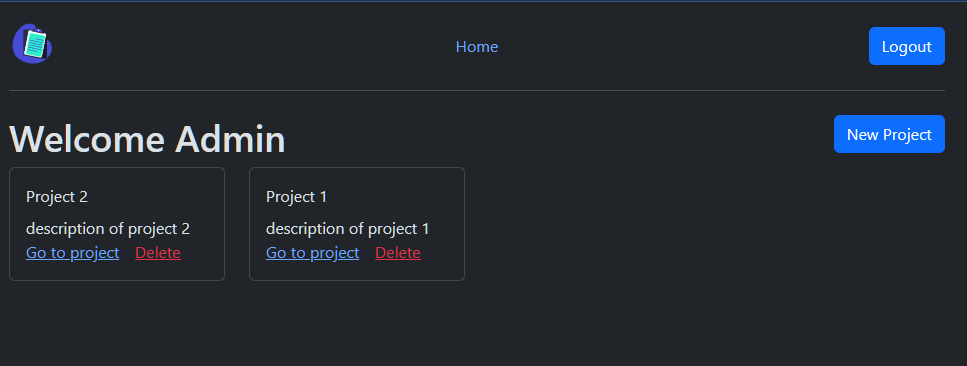 Home
Logout
Welcome Admin
New Project
Project 2
description of project 2
Go to project Delete
Project 1
description of project 1
Go to project Delete